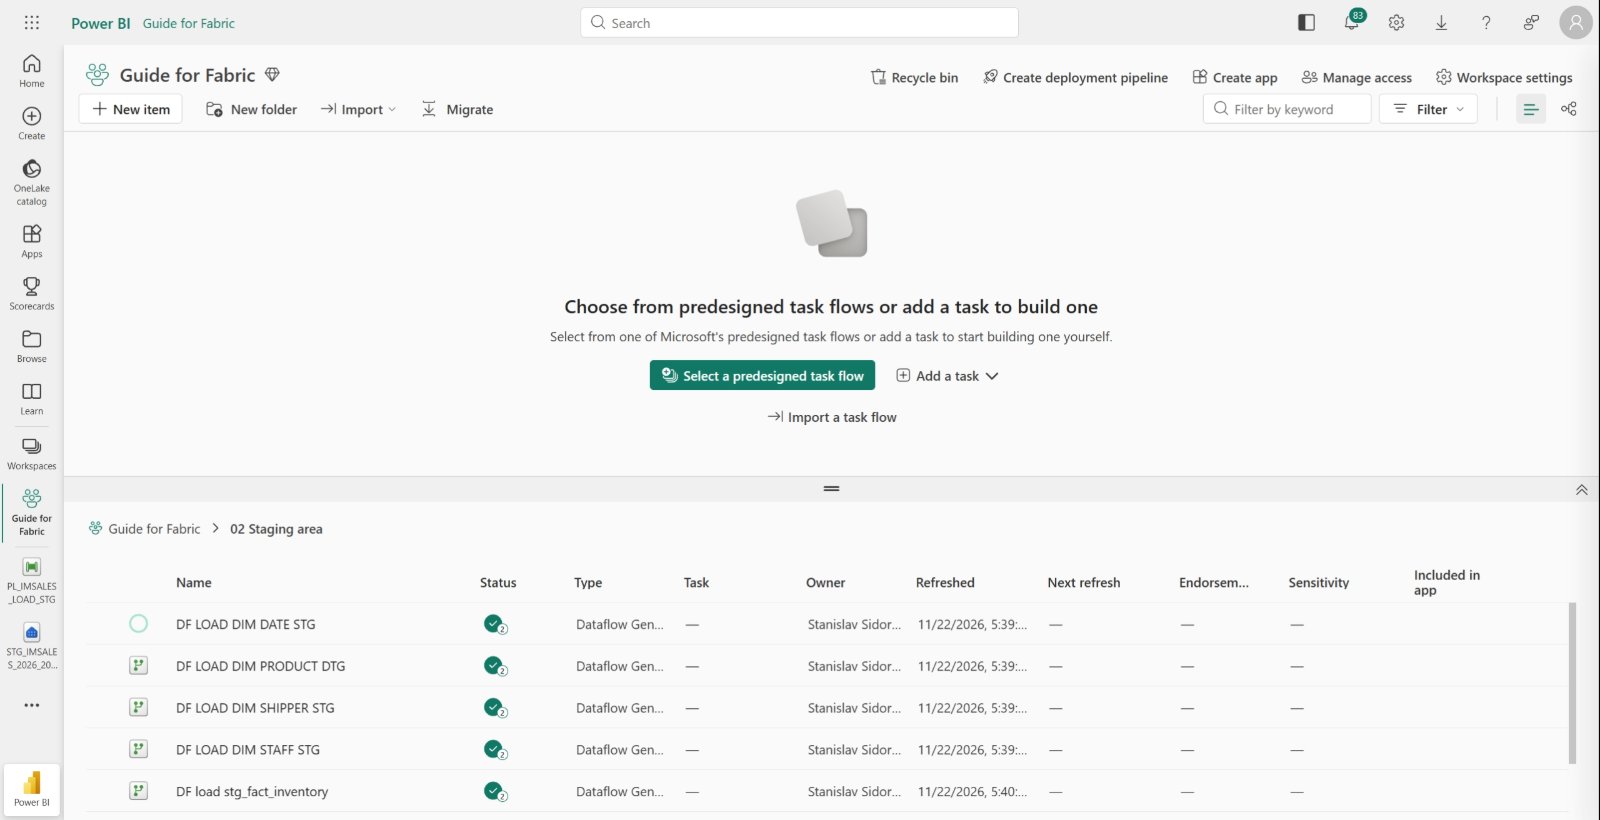 Power BI Guide for Fabric Search 83
Home
Create
OneLake
catalog
Apps
Scorecards
Browse
Learn
Workspaces
Guide for
Fabric
PL_IMSALES
_LOAD_STG
STG_IMSALE
S_2026_20...
Power BI
Guide for Fabric Recycle bin Create deployment pipeline Create app Manage access Workspace settings
New item New folder Import Migrate Filter by keyword Filter
Choose from predesigned task flows or add a task to build one
Select from one of Microsoft's predesigned task flows or add a task to start building one yourself.
Select a predesigned task flow Add a task
Import a task flow
Guide for Fabric > 02 Staging area
Name Status Type Task Owner Refreshed Next refresh Endorsem... Sensitivity Included in
app
DF LOAD DIM DATE STG 2 Dataflow Gen... — Stanislav Sidor... 11/22/2026, 5:39:... — — —
DF LOAD DIM PRODUCT DTG 2 Dataflow Gen... — Stanislav Sidor... 11/22/2026, 5:39:... — — —
DF LOAD DIM SHIPPER STG 2 Dataflow Gen... — Stanislav Sidor... 11/22/2026, 5:39:... — — —
DF LOAD DIM STAFF STG 2 Dataflow Gen... — Stanislav Sidor... 11/22/2026, 5:39:... — — —
DF load stg_fact_inventory 2 Dataflow Gen... — Stanislav Sidor... 11/22/2026, 5:40:... — — —